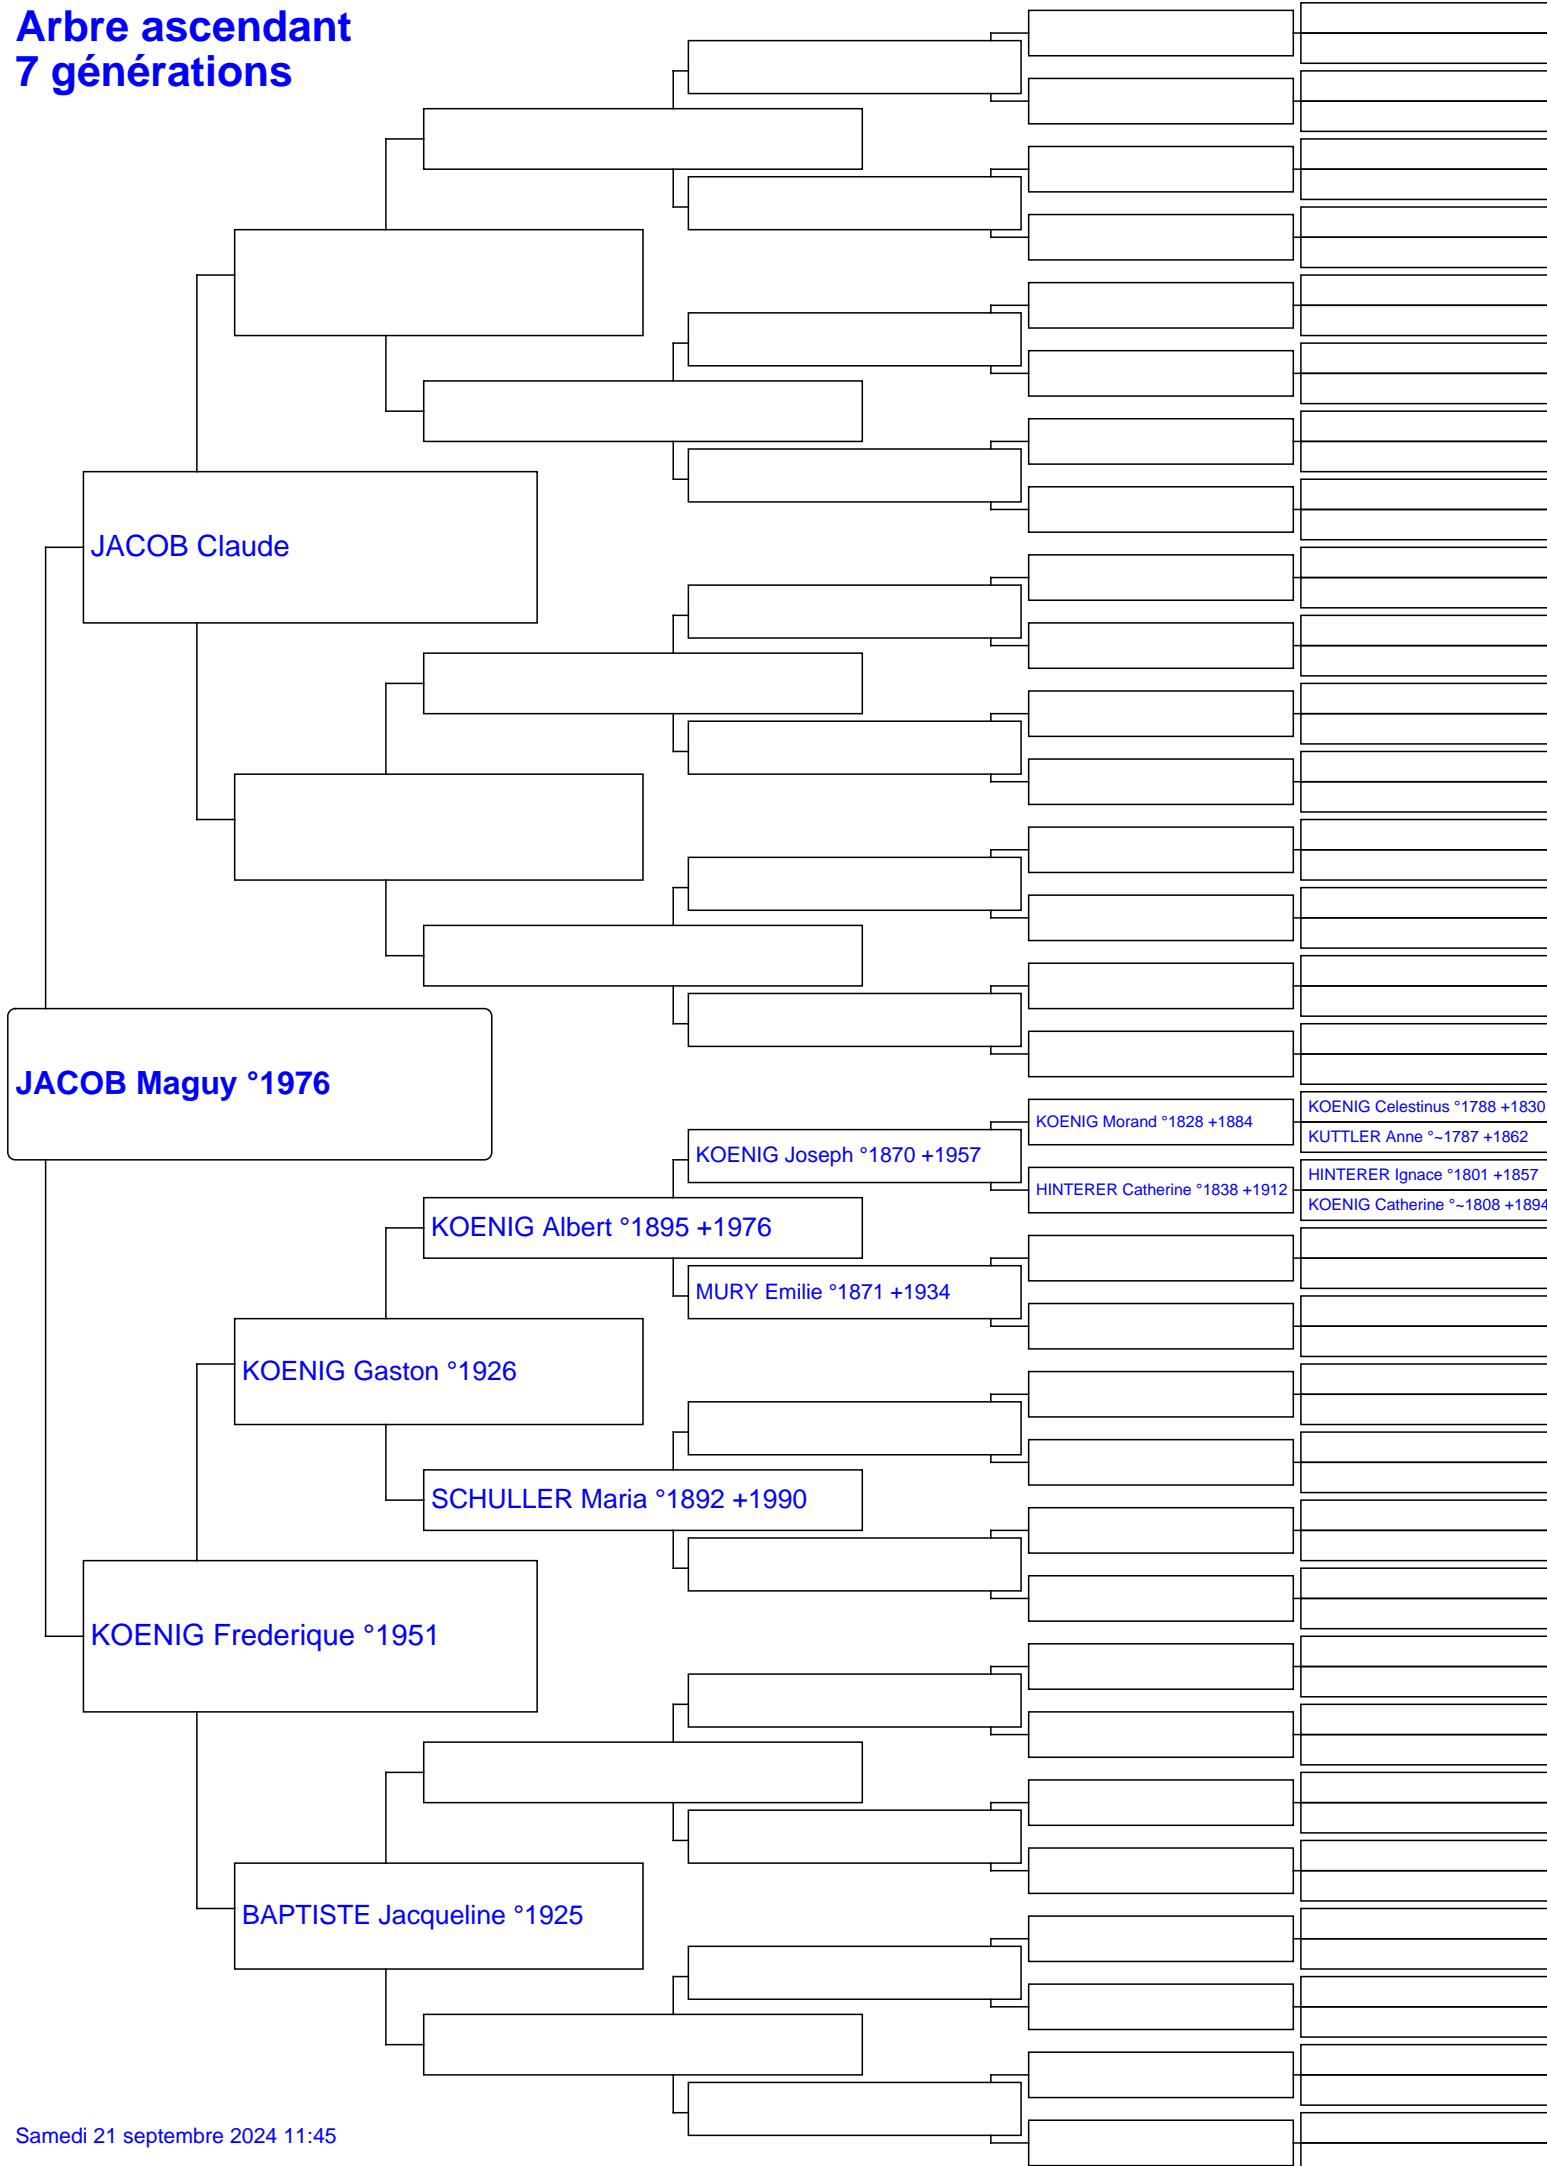 Arbre ascendant
7 générations
JACOB Claude
JACOB Maguy °1976
KOENIG Morand °1828 +1884
KOENIG Celestinus °1788 +1830
KUTTLER Anne °~1787 +1862
KOENIG Joseph °1870 +1957
HINTERER Catherine °1838 +1912
HINTERER Ignace °1801 +1857
KOENIG Catherine °~1808 +1894
KOENIG Albert °1895 +1976
MURY Emilie °1871 +1934
KOENIG Gaston °1926
SCHULLER Maria °1892 +1990
KOENIG Frederique °1951
BAPTISTE Jacqueline °1925
Samedi 21 septembre 2024 11:45